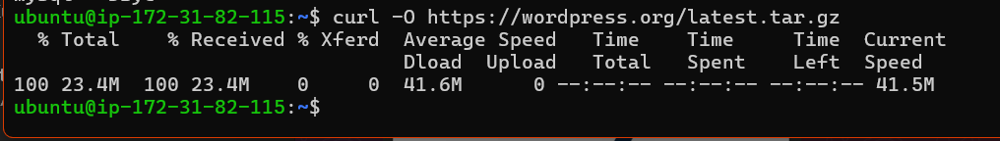 ubuntu@ip-172-31-82-115:~$ curl -O https://wordpress.org/latest.tar.gz
% Total % Received % Xferd Average Speed Time Time Time Current
Dload Upload Total Spent Left Speed
100 23.4M 100 23.4M 0 0 41.6M 0 --:--:-- --:--:-- --:--:-- 41.5M
ubuntu@ip-172-31-82-115:~$